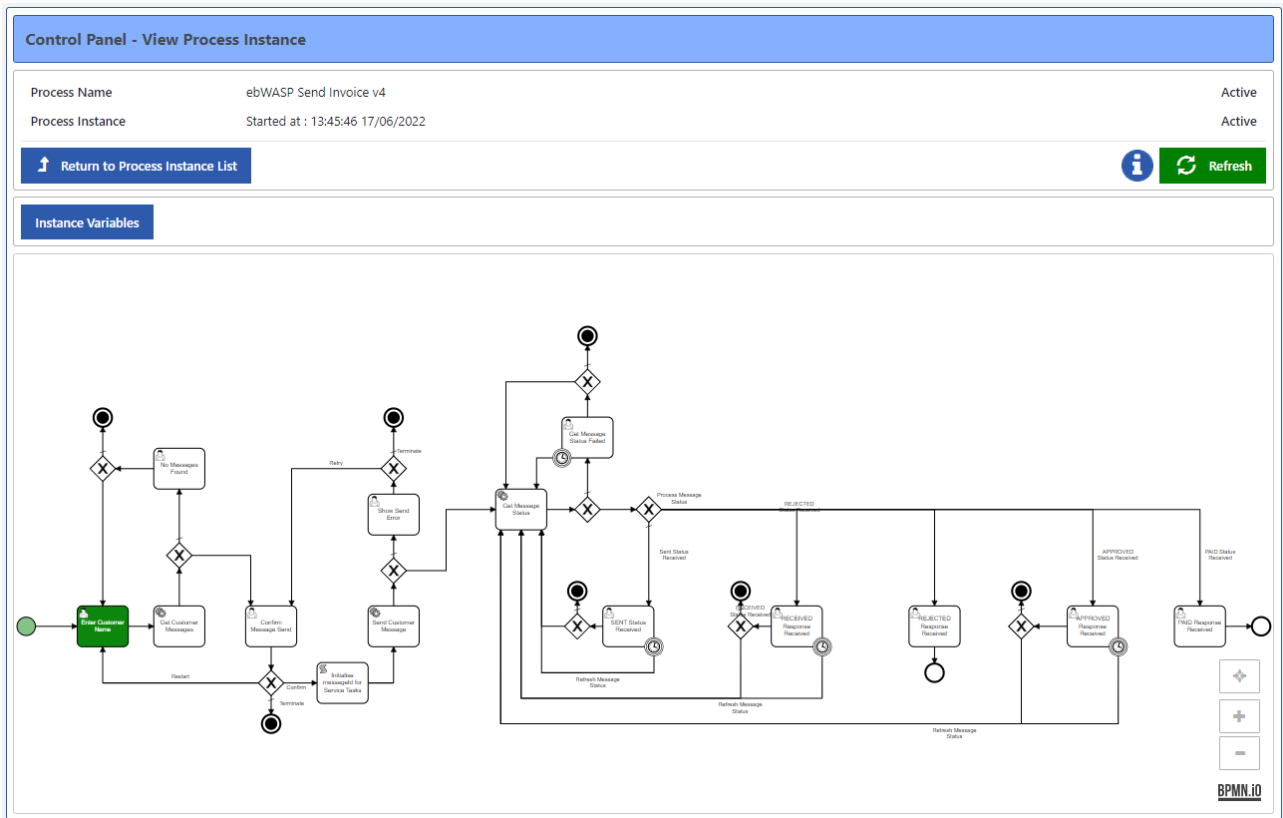 Control Panel - View Process Instance
Process Name
ebWASP Send Invoice v4
Active
Process Instance
Started at : 13:45:46 17/06/2022
Active
Return to Process Instance List
Refresh
Instance Variables
Get Message
Status Failed
Terminate
No Messages
Found
Retry
Show Send
Error
Get Message
Status
Process Message
Status
REJECTED
Status Received
Sent Status
Received
APPROVED
Status Received
PAID Status
Received
Enter Customer
Name
Get Customer
Messages
Confirm
Message Send
Send Customer
Message
SENT Status
Received
RECEIVED
Status Received
RECEIVED
Response
Received
REJECTED
Response
Received
APPROVED
Response
Received
PAID Response
Received
Restart
Confirm
Terminate
Initialise
messageId for
Service Tasks
Refresh Message
Status
Refresh Message
Status
Refresh Message
Status
BPMN.iO